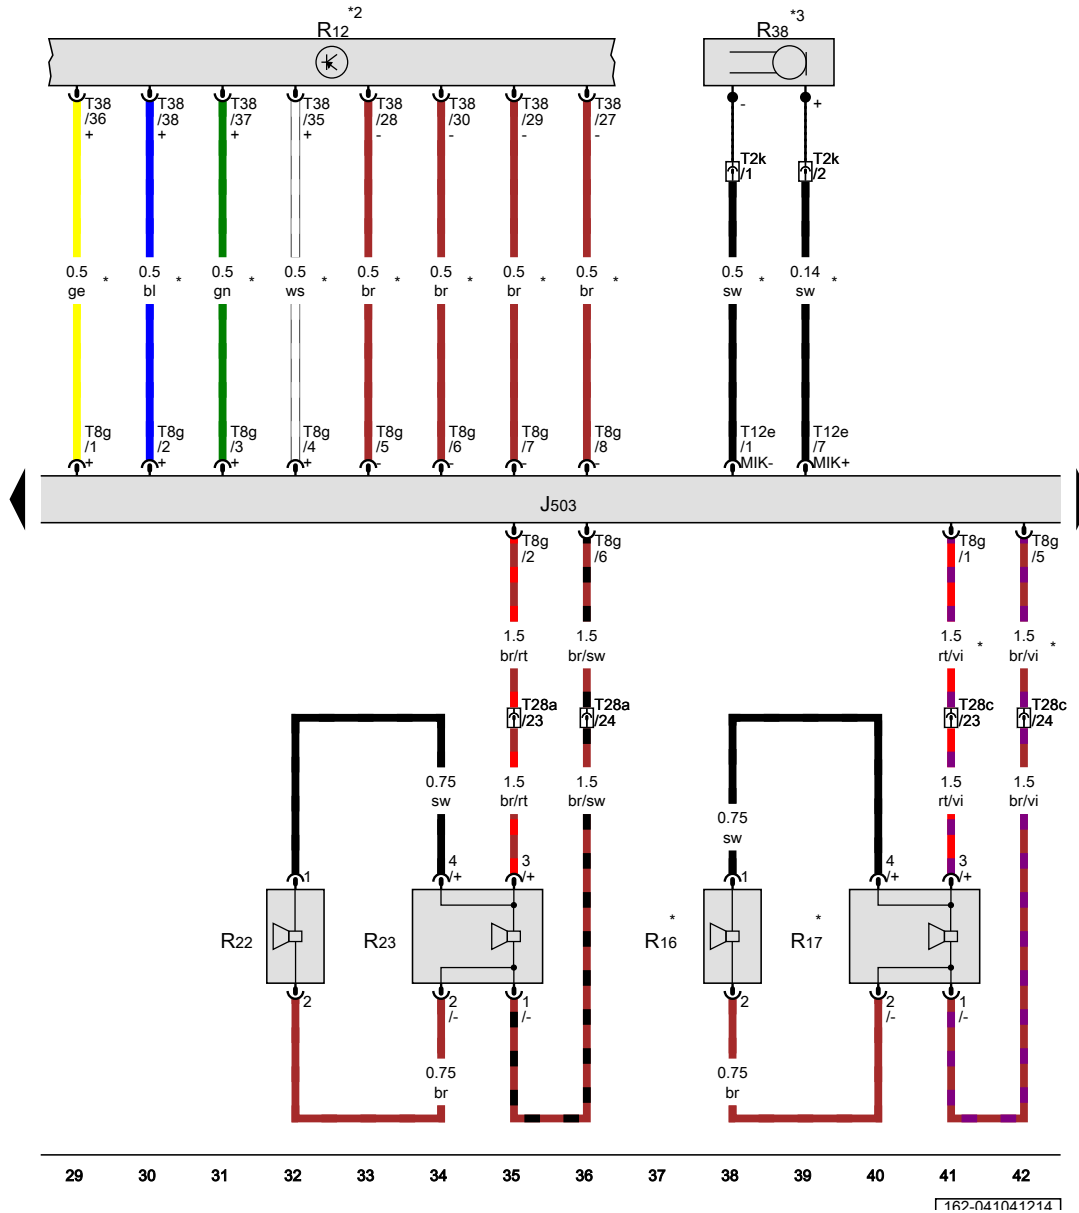 R12 *2
R38 *3
T38 T38 T38 T38 T38 T38 T38 T38
/36 /38 /37 /35 /28 /30 /29 /27
+ + + + - - - -
- +
T2k T2k
/1 /2
0.5 0.5 0.5 0.5 0.5 0.5 0.5 0.5 0.5 0.14
ge * bl * gn * ws * br * br * br * br * sw * sw *
T8g T8g T8g T8g T8g T8g T8g T8g T12e T12e
/1 /2 /3 /4 /5 /6 /7 /8 /1 /7
+ + + + - - - - MIK- MIK+
J503
T8g T8g T8g T8g
/2 /6 /1 /5
1.5 1.5 1.5 1.5
br/rt br/sw rt/vi * br/vi *
T28a T28a T28c T28c
/23 /24 /23 /24
0.75 1.5 1.5 1.5 1.5
sw br/rt br/sw rt/vi br/vi
0.75
sw
1 4 3 1 4 3
/+ /+ /+ /+
R22 R23 R16 * R17 *
2 2 1 2 2 1
/- /- /- /-
0.75 0.75
br br
29 30 31 32 33 34 35 36 37 38 39 40 41 42
162-041041214